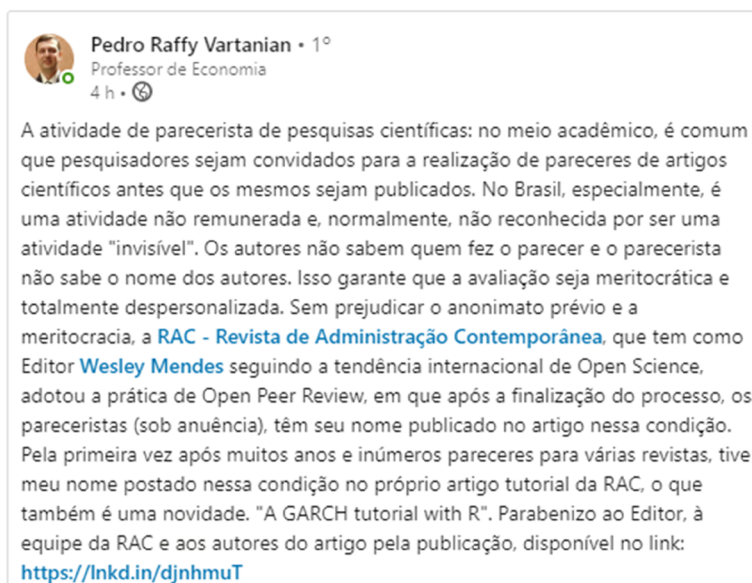 Pedro Raffy Vartanian • 1º
Professor de Economia
4 h •
A atividade de parecerista de pesquisas científicas: no meio acadêmico, é comum
que pesquisadores sejam convidados para a realização de pareceres de artigos
científicos antes que os mesmos sejam publicados. No Brasil, especialmente, é
uma atividade não remunerada e, normalmente, não reconhecida por ser uma
atividade "invisível". Os autores não sabem quem fez o parecer e o parecerista
não sabe o nome dos autores. Isso garante que a avaliação seja meritocrática e
totalmente despersonalizada. Sem prejudicar o anonimato prévio e a
meritocracia, a RAC - Revista de Administração Contemporânea, que tem como
Editor Wesley Mendes seguindo a tendência internacional de Open Science,
adotou a prática de Open Peer Review, em que após a finalização do processo, os
pareceristas (sob anuência), têm seu nome publicado no artigo nessa condição.
Pela primeira vez após muitos anos e inúmeros pareceres para várias revistas, tive
meu nome postado nessa condição no próprio artigo tutorial da RAC, o que
também é uma novidade. "A GARCH tutorial with R". Parabenizo ao Editor, à
equipe da RAC e aos autores do artigo pela publicação, disponível no link:
https://lnkd.in/djnhmuT